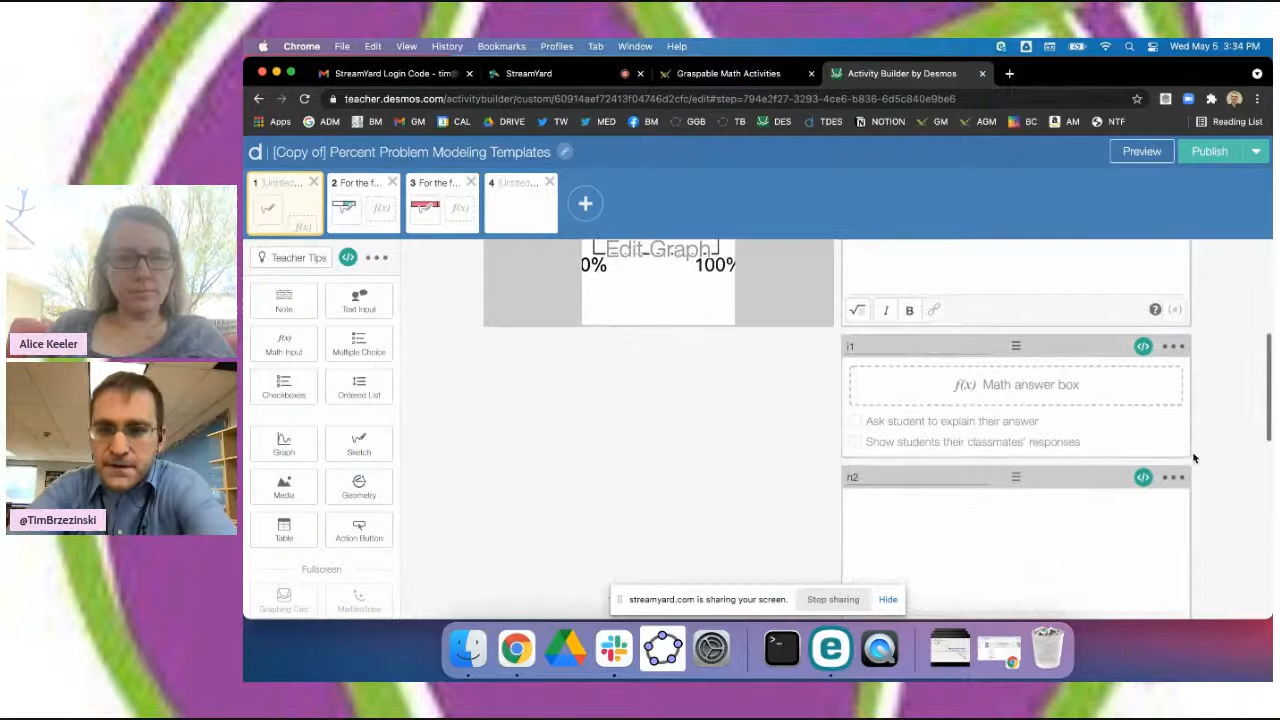 Chrome File Edit View History Bookmarks Profiles Tab Window Help
Wed May 5 3:34 PM
StreamYard Login Code - tim@
StreamYard
Graspable Math Activities
Activity Builder by Desmos
teacher.desmos.com/activitybuilder/custom/60914aef72413f04746d2cfc/edit#step=794e2f27-3293-4ce6-b836-6d5c840e9be6
Apps ADM BM GM CAL DRIVE TW MED BM GGB TB DES TDES NOTION GM AGM BC AM NTF Reading List
d [Copy of] Percent Problem Modeling Templates
Preview
Publish
1 [Untitled...
2 For the f...
3 For the f...
4 [Untitled...
f(x)
f(x)
f(x)
Teacher Tips
Note
Text Input
f(x)
Math Input
Multiple Choice
Checkboxes
Ordered List
Graph
Sketch
Media
Geometry
Table
Action Button
Fullscreen
Graphing Calc
Marbleslides
Edit Graph
0% 100%
I B
i1
f(x) Math answer box
Ask student to explain their answer
Show students their classmates' responses
n2
streamyard.com is sharing your screen.
Stop sharing
Hide
Alice Keeler
@TimBrzezinski